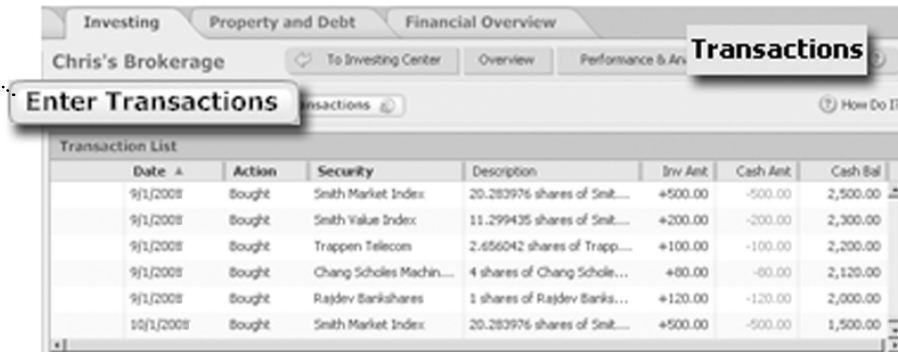 Investing Property and Debt Financial Overview
Chris's Brokerage To Investing Center Overview Performance & An Transactions
Enter Transactions nsactions How Do I?
Transaction List
Date Action Security Description Inv Amt Cash Amt Cash Bal
9/1/2008 Bought Smith Market Index 20.283976 shares of Smit.... +500.00 -500.00 2,500.00
9/1/2008 Bought Smith Value Index 11.299435 shares of Smit.... +200.00 -200.00 2,300.00
9/1/2008 Bought Trappen Telecom 2.656042 shares of Trapp.... +100.00 -100.00 2,200.00
9/1/2008 Bought Chang Scholes Machin.... 4 shares of Chang Schole... +80.00 -80.00 2,120.00
9/1/2008 Bought Rajdev Bankshares 1 shares of Rajdev Banks... +120.00 -120.00 2,000.00
10/1/2008 Bought Smith Market Index 20.283976 shares of Smit.... +500.00 -500.00 1,500.00